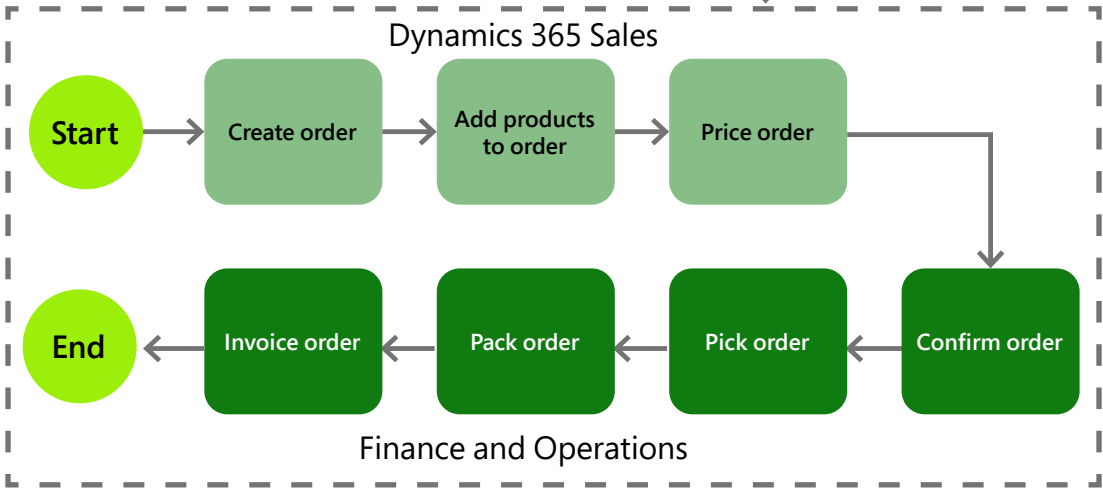 Dynamics 365 Sales
Start
Create order
Add products
to order
Price order
End
Invoice order
Pack order
Pick order
Confirm order
Finance and Operations